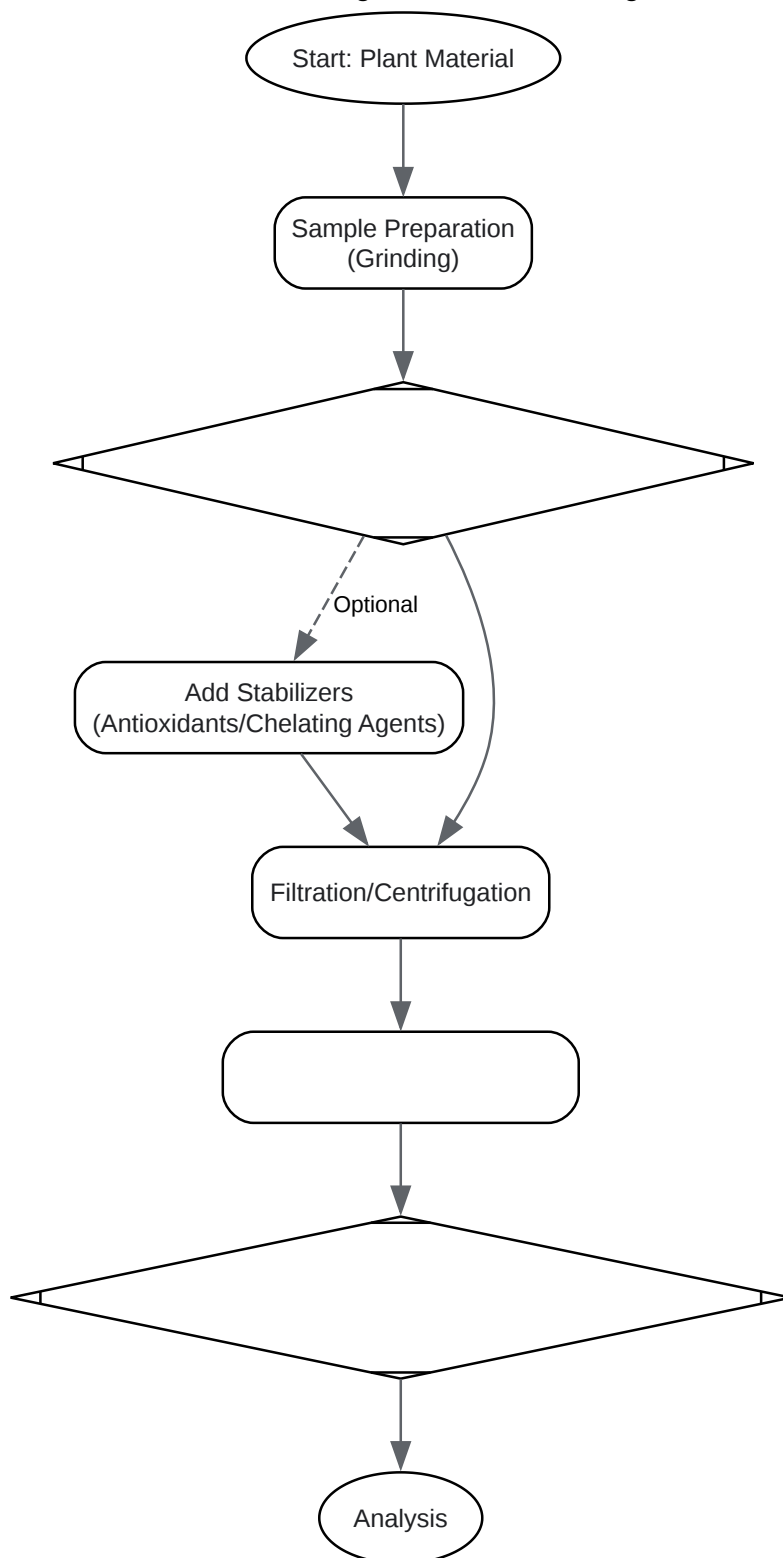 Start: Plant Material
Sample Preparation
(Grinding)
Optional
Add Stabilizers
(Antioxidants/Chelating Agents)
Filtration/Centrifugation
Analysis